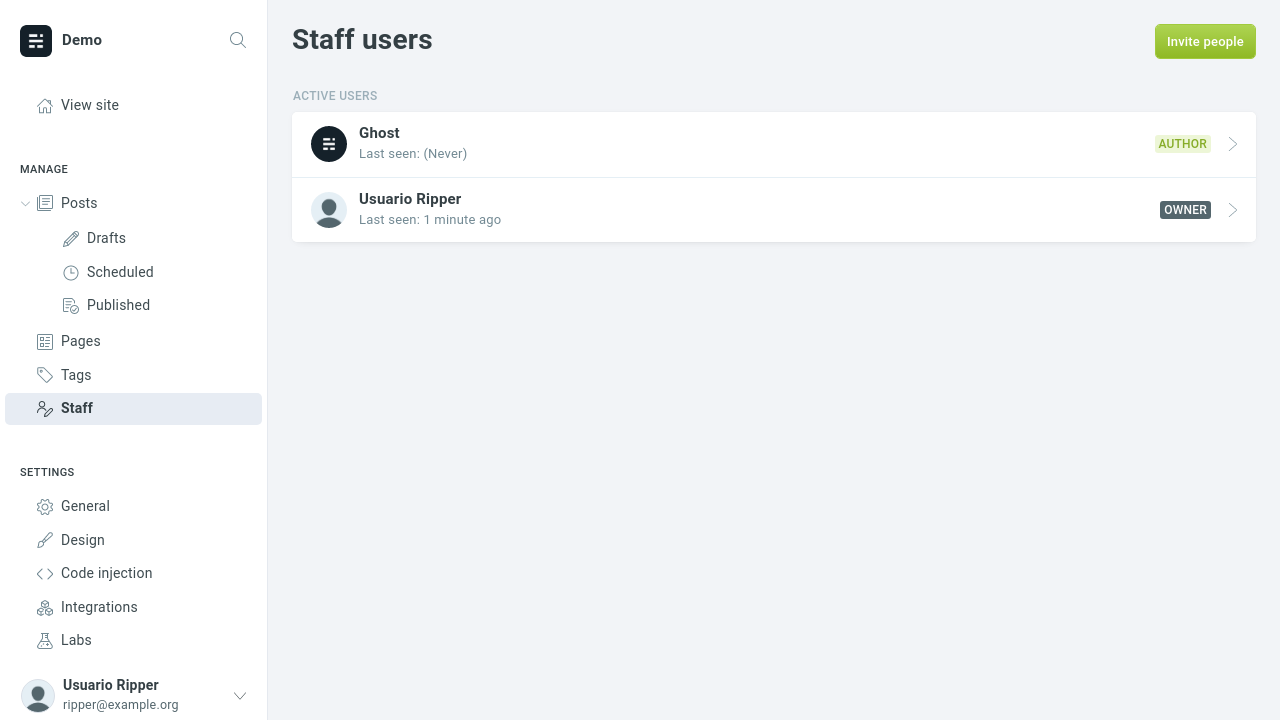 Demo
View site
MANAGE
Posts
Drafts
Scheduled
Published
Pages
Tags
Staff
SETTINGS
General
Design
Code injection
Integrations
Labs
Usuario Ripper
ripper@example.org
Staff users
Invite people
ACTIVE USERS
Ghost
Last seen: (Never)
AUTHOR
Usuario Ripper
Last seen: 1 minute ago
OWNER